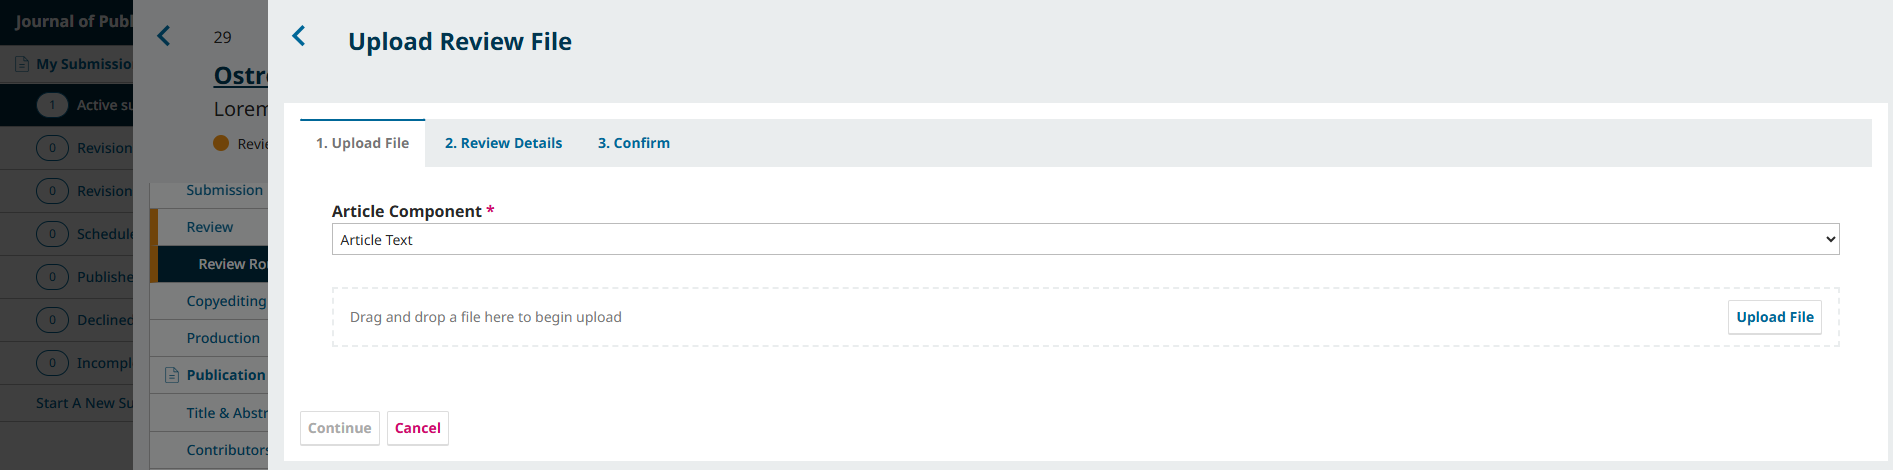 Journal of Publ
My Submissio
1 Active su
0 Revision
0 Revision
0 Schedule
0 Publishe
0 Declined
0 Incompl
Start A New Su
29
Ostr
Lorem
Revie
Submission
Review
Review Rou
Copyediting
Production
Publication
Title & Abstr
Contributors
Upload Review File
1. Upload File
2. Review Details
3. Confirm
Article Component *
Article Text
Drag and drop a file here to begin upload
Upload File
Continue
Cancel